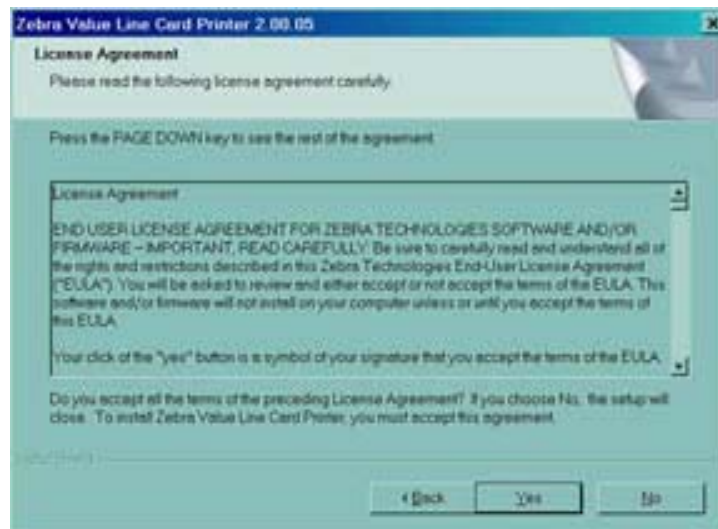 Zebra Value Line Card Printer 2.00.05
License Agreement
Please read the following license agreement carefully.
Press the PAGE DOWN key to see the rest of the agreement.
License Agreement
END USER LICENSE AGREEMENT FOR ZEBRA TECHNOLOGIES SOFTWARE AND/OR
FIRMWARE – IMPORTANT, READ CAREFULLY: Be sure to carefully read and understand all of
the rights and restrictions described in this Zebra Technologies End-User License Agreement
("EULA"). You will be asked to review and either accept or not accept the terms of the EULA. This
software and/or firmware will not install on your computer unless or until you accept the terms of
this EULA.
Your click of the "yes" button is a symbol of your signature that you accept the terms of the EULA.
Do you accept all the terms of the preceding License Agreement? If you choose No, the setup will
close. To install Zebra Value Line Card Printer, you must accept this agreement.
< Back
Yes
No